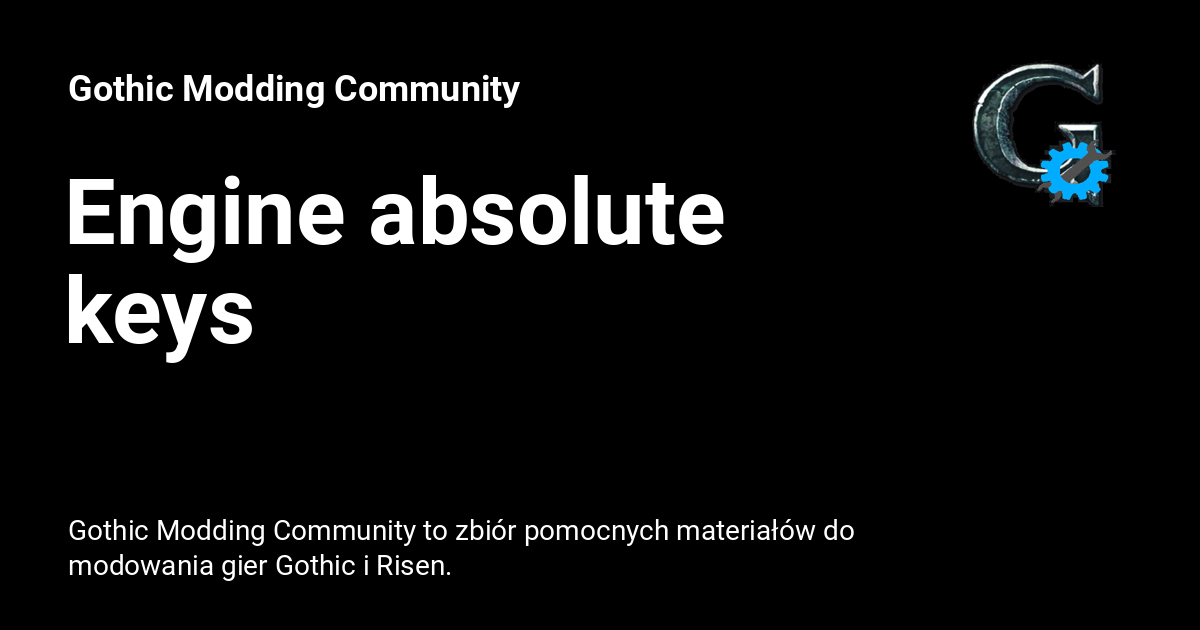 Gothic Modding Community
Engine absolute
keys
Gothic Modding Community to zbiór pomocnych materiałów do
modowania gier Gothic i Risen.